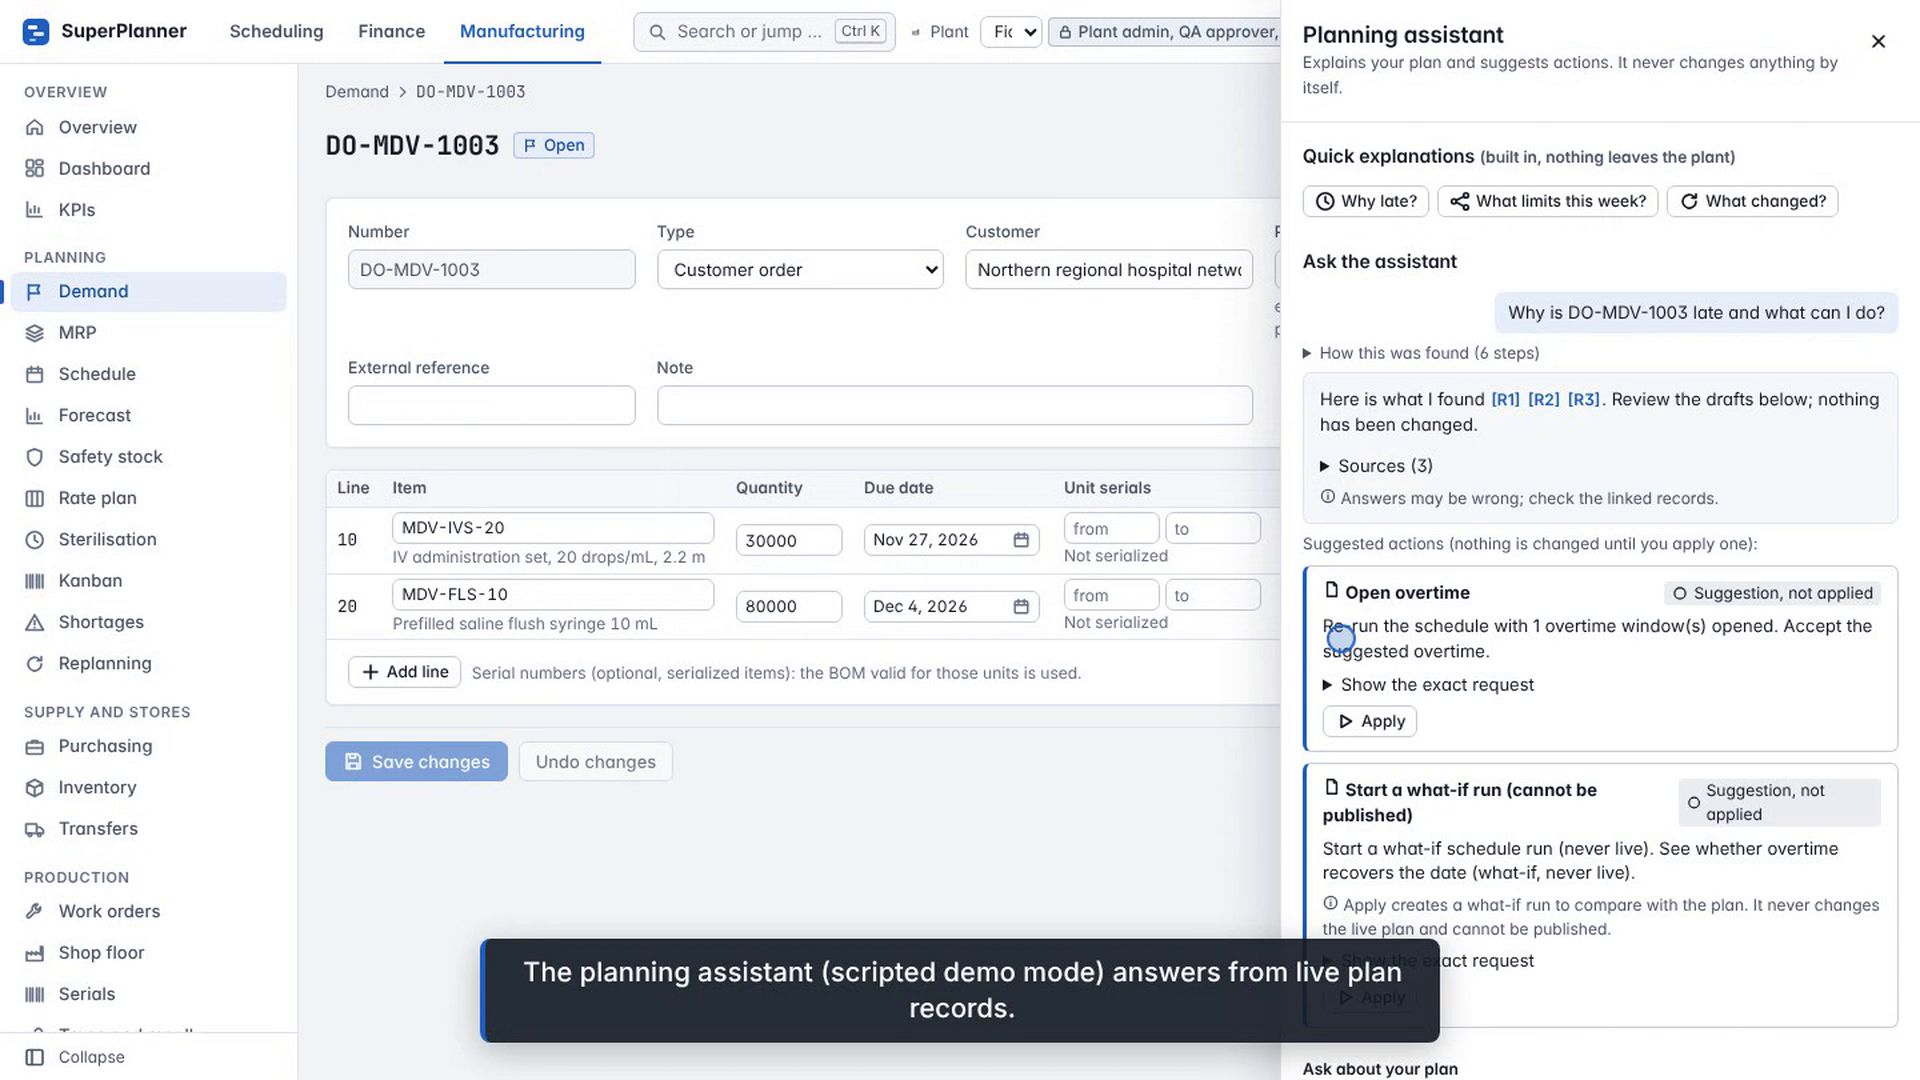 SuperPlanner
Scheduling
Finance
Manufacturing
Search or jump ...
Ctrl K
Plant
Plant admin, QA approver,
OVERVIEW
Overview
Dashboard
KPIs
PLANNING
Demand
MRP
Schedule
Forecast
Safety stock
Rate plan
Sterilisation
Kanban
Shortages
Replanning
SUPPLY AND STORES
Purchasing
Inventory
Transfers
PRODUCTION
Work orders
Shop floor
Serials
Collapse
Demand > DO-MDV-1003
DO-MDV-1003
Open
Number
Type
Customer
DO-MDV-1003
Customer order
Northern regional hospital netwo
External reference
Note
Line Item Quantity Due date Unit serials
10 MDV-IVS-20 30000 Nov 27, 2026 from to
IV administration set, 20 drops/mL, 2.2 m
Not serialized
20 MDV-FLS-10 80000 Dec 4, 2026 from to
Prefilled saline flush syringe 10 mL
Not serialized
Add line
Serial numbers (optional, serialized items): the BOM valid for those units is used.
Save changes
Undo changes
Planning assistant
Explains your plan and suggests actions. It never changes anything by
itself.
Quick explanations (built in, nothing leaves the plant)
Why late?
What limits this week?
What changed?
Ask the assistant
Why is DO-MDV-1003 late and what can I do?
How this was found (6 steps)
Here is what I found [R1] [R2] [R3]. Review the drafts below; nothing
has been changed.
Sources (3)
Answers may be wrong; check the linked records.
Suggested actions (nothing is changed until you apply one):
Open overtime
Suggestion, not applied
Re-run the schedule with 1 overtime window(s) opened. Accept the
suggested overtime.
Show the exact request
Apply
Start a what-if run (cannot be
published)
Suggestion, not
applied
Start a what-if schedule run (never live). See whether overtime
recovers the date (what-if, never live).
Apply creates a what-if run to compare with the plan. It never changes
the live plan and cannot be published.
Show the exact request
Apply
Ask about your plan
The planning assistant (scripted demo mode) answers from live plan
records.